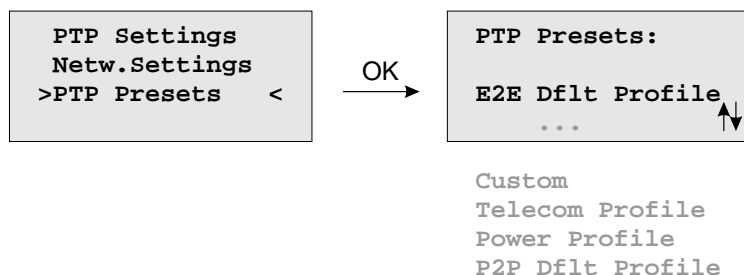 PTP Settings
Netw.Settings
>PTP Presets <
OK
PTP Presets:
E2E Dflt Profile
...
Custom
Telecom Profile
Power Profile
P2P Dflt Profile